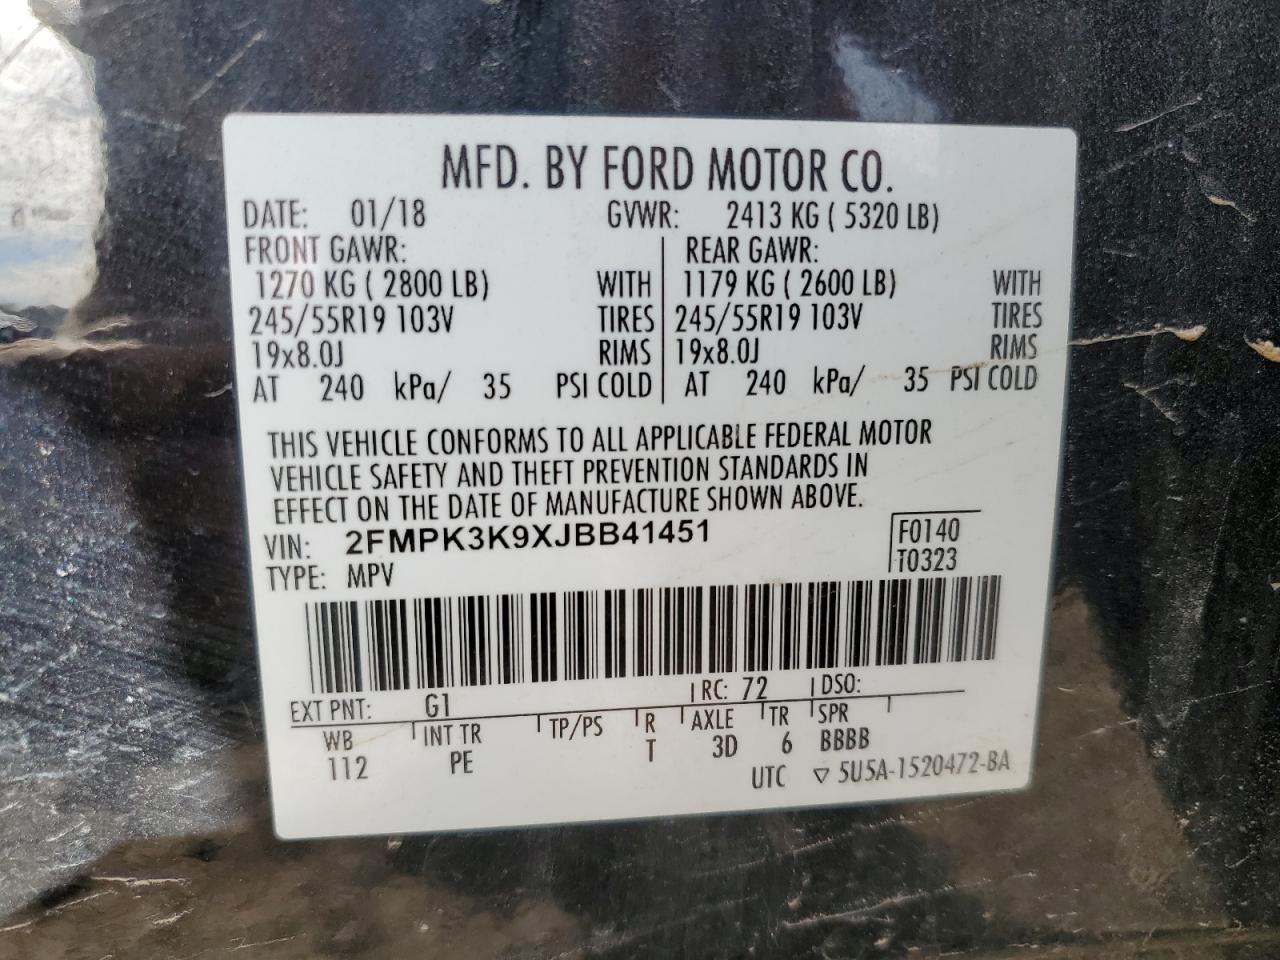 MFD. BY FORD MOTOR CO.
DATE: 01/18 GVWR: 2413 KG ( 5320 LB)
FRONT GAWR: REAR GAWR:
1270 KG ( 2800 LB) WITH 1179 KG ( 2600 LB) WITH
245/55R19 103V TIRES 245/55R19 103V TIRES
19x8.0J RIMS 19x8.0J RIMS
AT 240 kPa/ 35 PSI COLD AT 240 kPa/ 35 PSI COLD
THIS VEHICLE CONFORMS TO ALL APPLICABLE FEDERAL MOTOR
VEHICLE SAFETY AND THEFT PREVENTION STANDARDS IN
EFFECT ON THE DATE OF MANUFACTURE SHOWN ABOVE.
VIN: 2FMPK3K9XJBB41451 F0140
TYPE: MPV T0323
EXT PNT: G1 RC: 72 DSO:
WB INT TR TP/PS R AXLE TR SPR
112 PE T 3D 6 BBBB
UTC ▽ 5U5A-1520472-BA